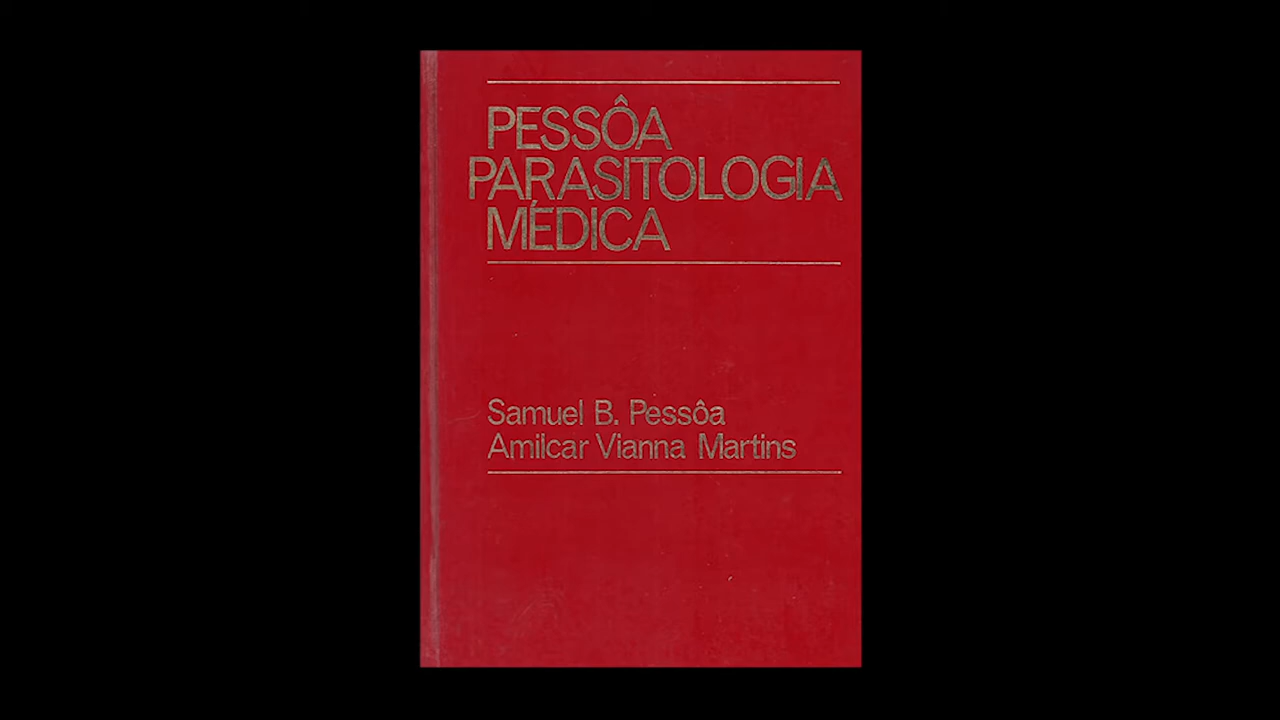 PESSÔA
PARASITOLOGIA
MÉDICA
Samuel B. Pessôa
Amilcar Vianna Martins